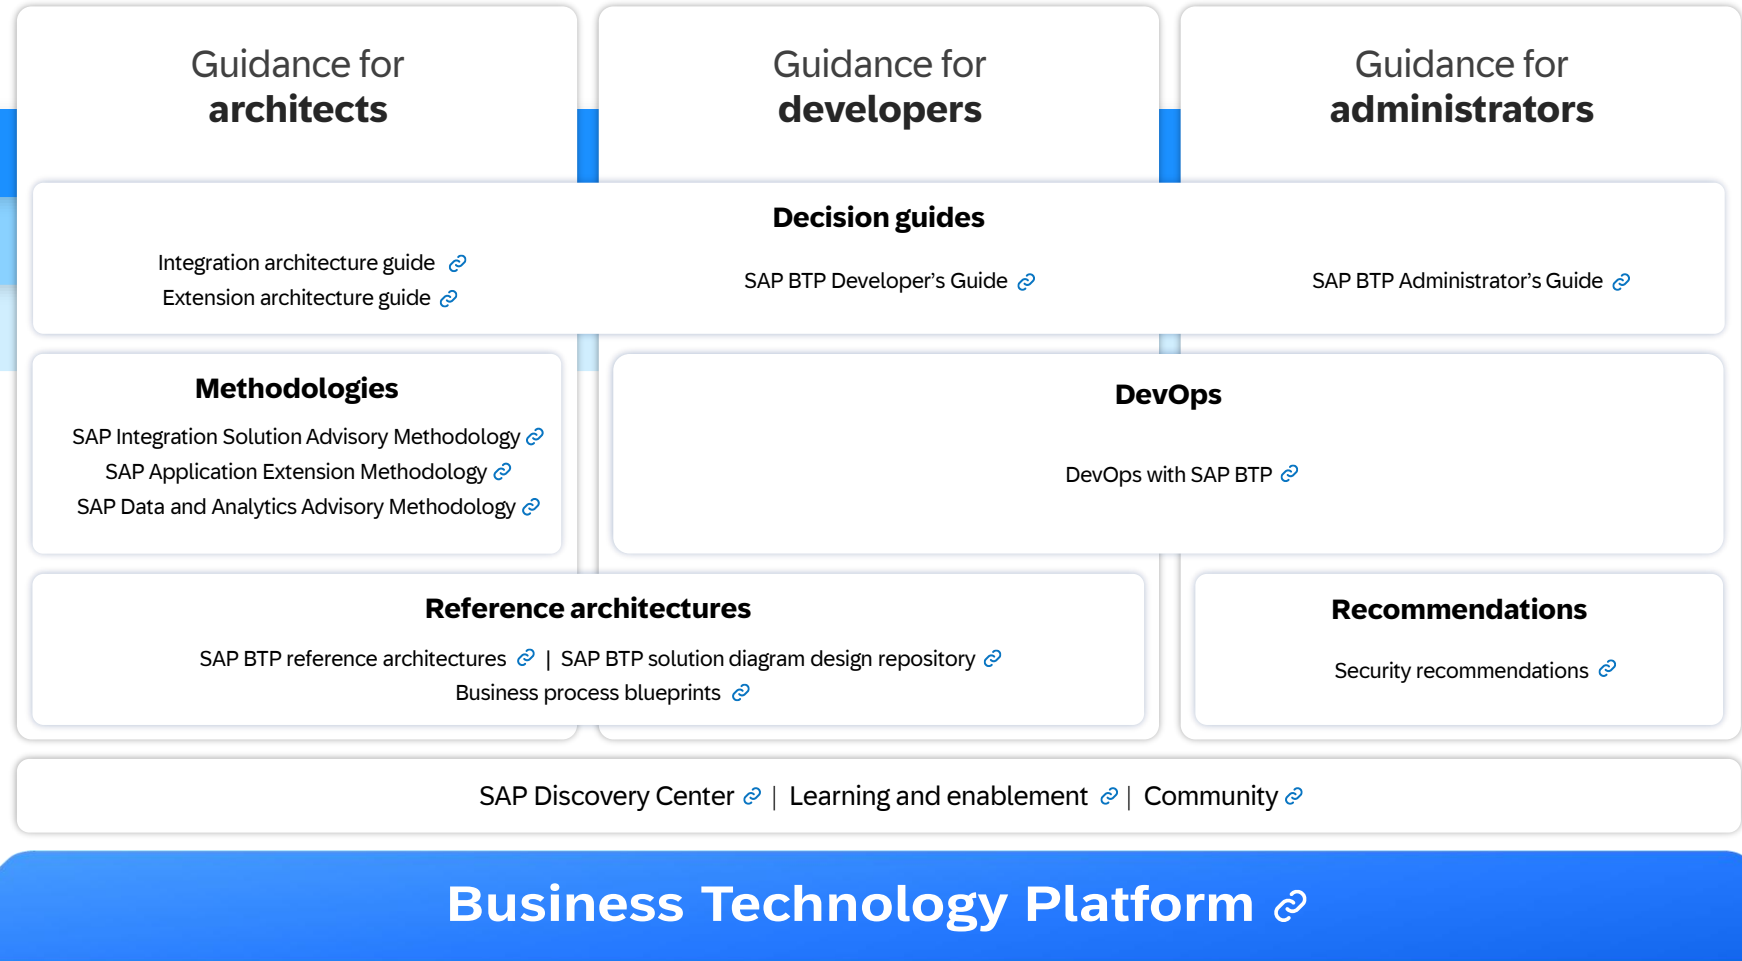 Guidance for
architects
Guidance for
developers
Guidance for
administrators
Decision guides
Integration architecture guide
Extension architecture guide
SAP BTP Developer’s Guide
SAP BTP Administrator’s Guide
Methodologies
SAP Integration Solution Advisory Methodology
SAP Application Extension Methodology
SAP Data and Analytics Advisory Methodology
DevOps
DevOps with SAP BTP
Reference architectures
SAP BTP reference architectures | SAP BTP solution diagram design repository
Business process blueprints
Recommendations
Security recommendations
SAP Discovery Center | Learning and enablement | Community
Business Technology Platform